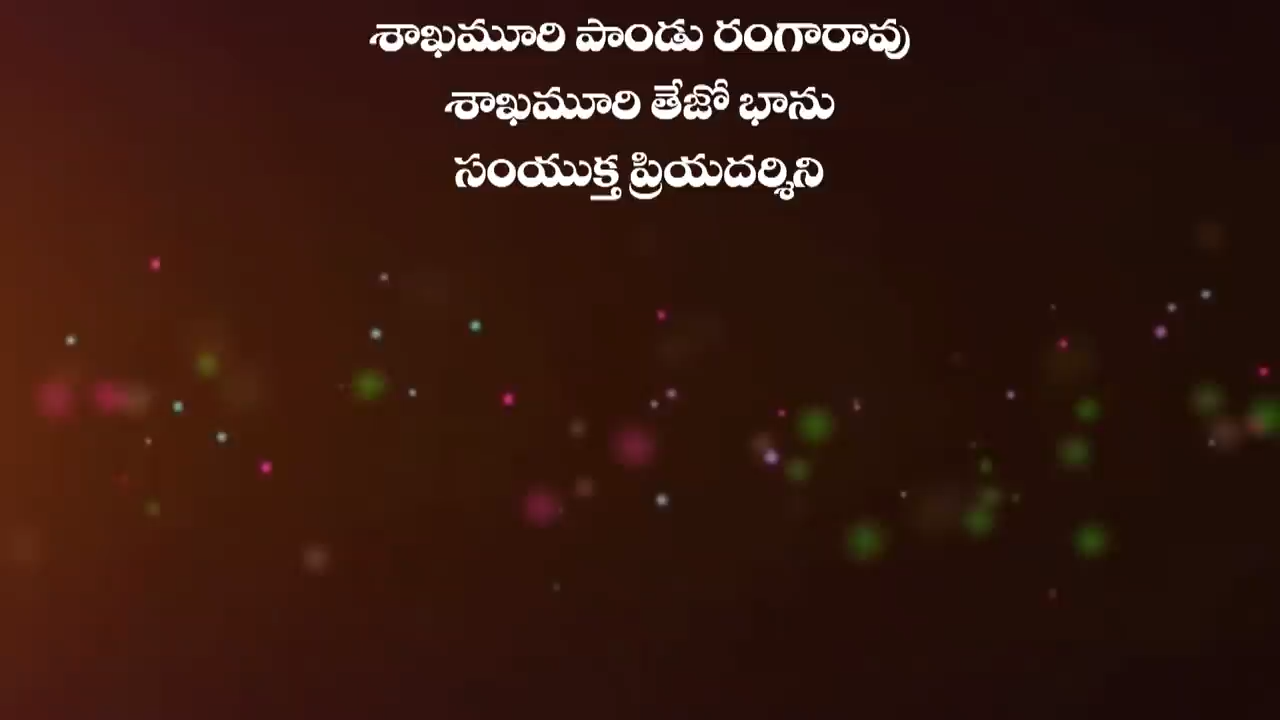 శాఖమూరి పాండు రంగారావు
శాఖమూరి తేజో భాను
సంయుక్త ప్రియదర్శిని